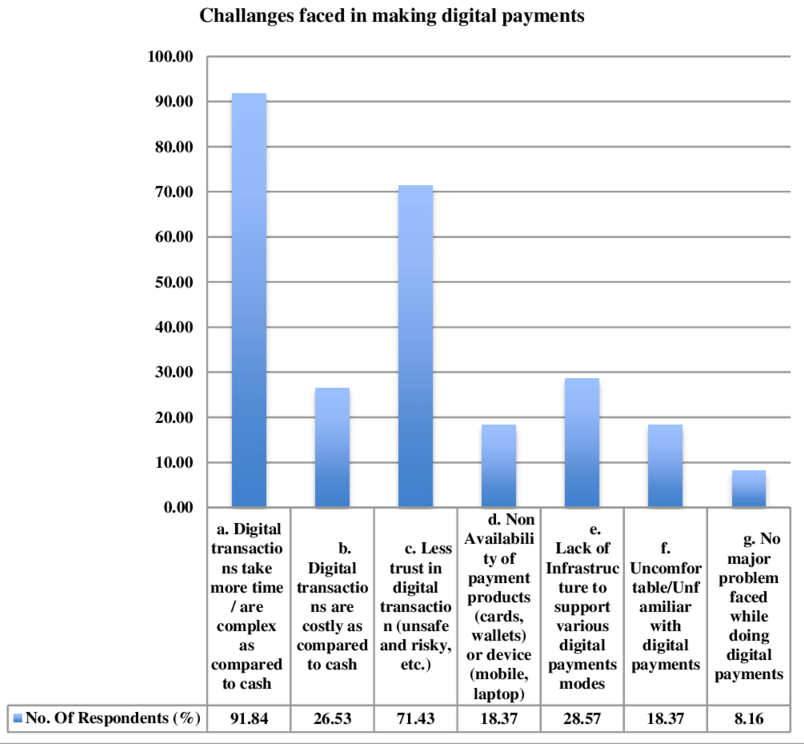 Challanges faced in making digital payments
100.00
90.00
80.00
70.00
60.00
50.00
40.00
30.00
20.00
10.00
0.00
a. Digital
transactio
ns take
more time
/ are
complex
as
compared
to cash
b.
Digital
transactio
ns are
costly as
compared
to cash
c. Less
trust in
digital
transactio
n (unsafe
and risky,
etc.)
d. Non
Availabili
ty of
payment
products
(cards,
wallets)
or device
(mobile,
laptop)
e.
Lack of
Infrastruc
ture to
support
various
digital
payments
modes
f.
Uncomfor
table/Unf
amiliar
with
digital
payments
g. No
major
problem
faced
while
doing
digital
payments
No. Of Respondents (%) 91.84 26.53 71.43 18.37 28.57 18.37 8.16